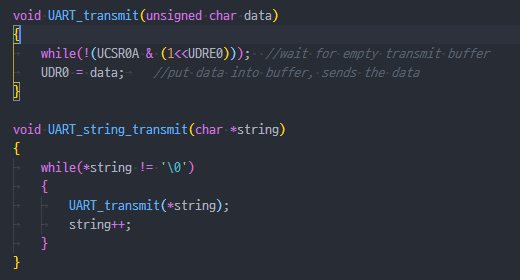 void UART_transmit(unsigned char data)
{
while(!(UCSR0A & (1<<UDRE0))); //wait for empty transmit buffer
UDR0 = data; //put data into buffer, sends the data
}
void UART_string_transmit(char *string)
{
while(*string != '\0')
{
UART_transmit(*string);
string++;
}
}